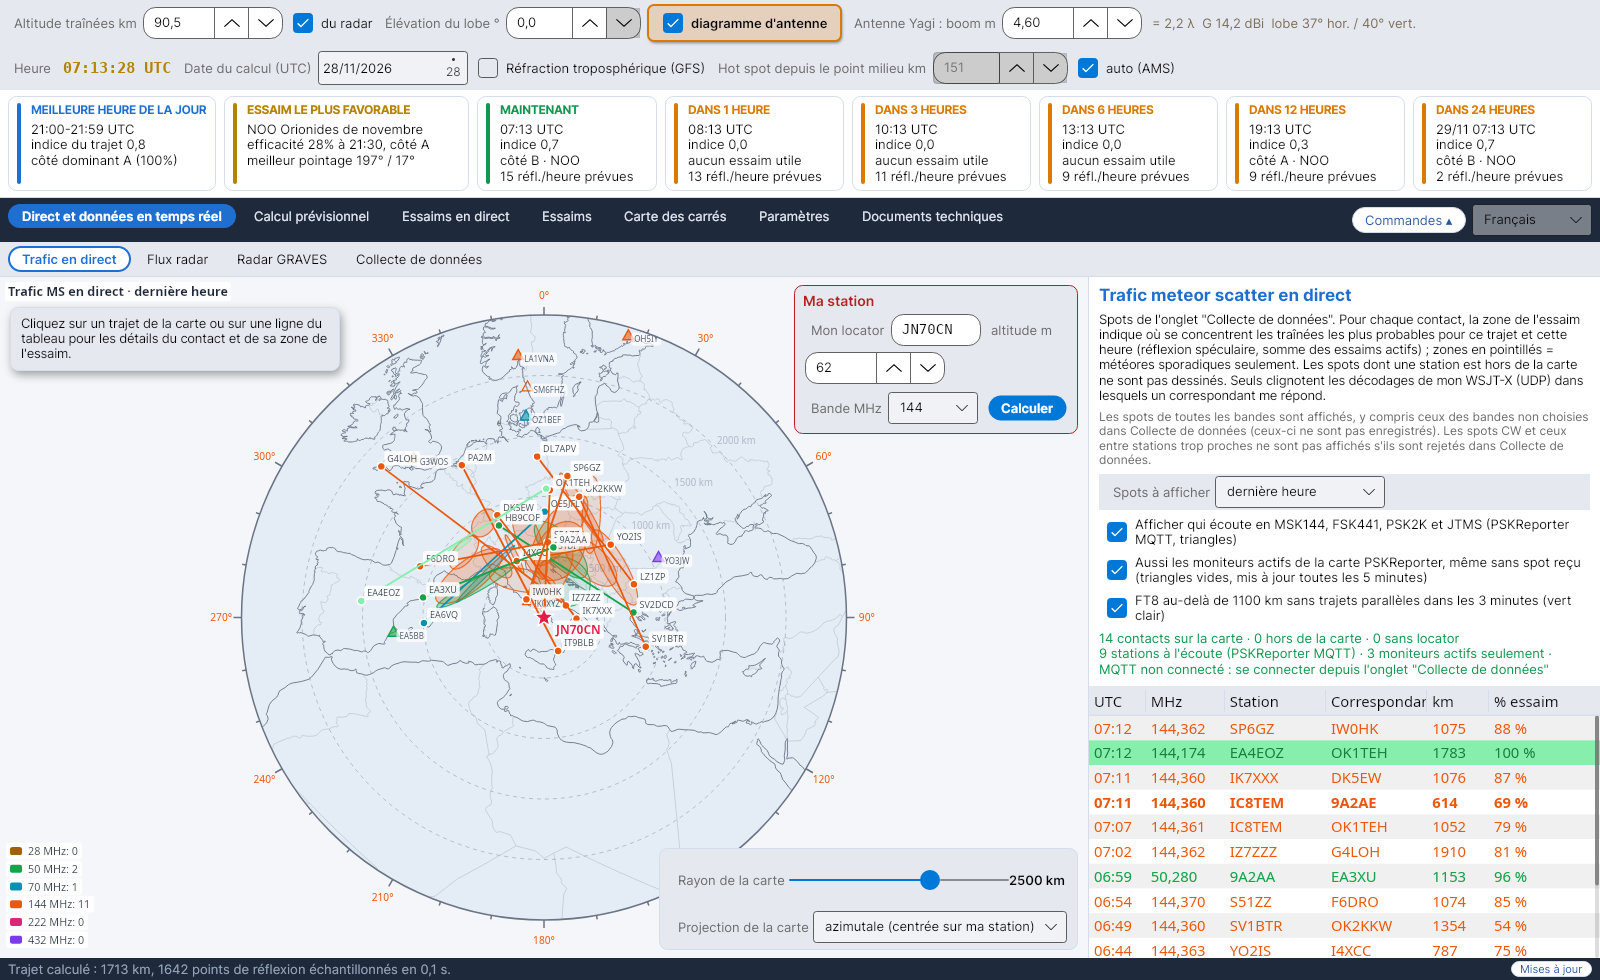 Altitude traînées km 90,5 du radar Élévation du lobe ° 0,0 diagramme d'antenne Antenne Yagi : boom m 4,60 = 2,2 λ G 14,2 dBi lobe 37° hor. / 40° vert.
Heure 07:13:28 UTC Date du calcul (UTC) 28/11/2026 28 Réfraction troposphérique (GFS) Hot spot depuis le point milieu km 151 auto (AMS)
MEILLEURE HEURE DE LA JOUR
21:00-21:59 UTC
indice du trajet 0,8
côté dominant A (100%)
ESSAIM LE PLUS FAVORABLE
NOO Orionides de novembre
efficacité 28% à 21:30, côté A
meilleur pointage 197° / 17°
MAINTENANT
07:13 UTC
indice 0,7
côté B · NOO
15 réfl./heure prévues
DANS 1 HEURE
08:13 UTC
indice 0,0
aucun essaim utile
13 réfl./heure prévues
DANS 3 HEURES
10:13 UTC
indice 0,0
aucun essaim utile
11 réfl./heure prévues
DANS 6 HEURES
13:13 UTC
indice 0,0
aucun essaim utile
9 réfl./heure prévues
DANS 12 HEURES
19:13 UTC
indice 0,3
côté A · NOO
9 réfl./heure prévues
DANS 24 HEURES
29/11 07:13 UTC
indice 0,7
côté B · NOO
2 réfl./heure prévues
Direct et données en temps réel Calcul prévisionnel Essaims en direct Essaims Carte des carrés Paramètres Documents techniques Commandes ▴ Français
Trafic en direct Flux radar Radar GRAVES Collecte de données
Trafic MS en direct · dernière heure
Cliquez sur un trajet de la carte ou sur une ligne du
tableau pour les détails du contact et de sa zone de
l'essaim.
0°
30°
60°
90°
120°
180°
210°
240°
270°
300°
330°
2000 km
1500 km
1000 km
LA1VNA
SM6FHZ
OZ1BEF
DL7APV
G4LOH
G3WOS
PA2M
SP6GZ
OK1TEH
OK2KKW
DK5EW
HB9COF
9A2AA
YO2IS
YO3JW
F6DRO
LZ1ZP
EA4EOZ
EA3XU
EA6VQ
EA5BB
IW0HK
IZ7ZZZ
IK7XXX
SV2DCD
SV1BTR
JN70CN
IT9BLB
Ma station
Mon locator JN70CN altitude m
62
Bande MHz 144 Calculer
28 MHz: 0
50 MHz: 2
70 MHz: 1
144 MHz: 11
222 MHz: 0
432 MHz: 0
Rayon de la carte 2500 km
Projection de la carte azimutale (centrée sur ma station)
Trafic meteor scatter en direct
Spots de l'onglet "Collecte de données". Pour chaque contact, la zone de l'essaim
indique où se concentrent les traînées les plus probables pour ce trajet et cette
heure (réflexion spéculaire, somme des essaims actifs) ; zones en pointillés =
météores sporadiques seulement. Les spots dont une station est hors de la carte
ne sont pas dessinés. Seuls clignotent les décodages de mon WSJT-X (UDP) dans
lesquels un correspondant me répond.
Les spots de toutes les bandes sont affichés, y compris ceux des bandes non choisies
dans Collecte de données (ceux-ci ne sont pas enregistrés). Les spots CW et ceux
entre stations trop proches ne sont pas affichés s'ils sont rejetés dans Collecte de
données.
Spots à afficher dernière heure
Afficher qui écoute en MSK144, FSK441, PSK2K et JTMS (PSKReporter
MQTT, triangles)
Aussi les moniteurs actifs de la carte PSKReporter, même sans spot reçu
(triangles vides, mis à jour toutes les 5 minutes)
FT8 au-delà de 1100 km sans trajets parallèles dans les 3 minutes (vert
clair)
14 contacts sur la carte · 0 hors de la carte · 0 sans locator
9 stations à l'écoute (PSKReporter MQTT) · 3 moniteurs actifs seulement ·
MQTT non connecté : se connecter depuis l'onglet "Collecte de données"
UTC MHz Station Correspondar km % essaim
07:12 144,362 SP6GZ IW0HK 1075 88 %
07:12 144,174 EA4EOZ OK1TEH 1783 100 %
07:11 144,360 IK7XXX DK5EW 1076 87 %
07:11 144,360 IC8TEM 9A2AE 614 69 %
07:07 144,361 IC8TEM OK1TEH 1052 79 %
07:02 144,362 IZ7ZZZ G4LOH 1910 81 %
06:59 50,280 9A2AA EA3XU 1153 96 %
06:54 144,370 S51ZZ F6DRO 1074 85 %
06:49 144,360 SV1BTR OK2KKW 1354 54 %
06:44 144,363 YO2IS I4XCC 787 75 %
Trajet calculé : 1713 km, 1642 points de réflexion échantillonnés en 0,1 s.
Mises à jour